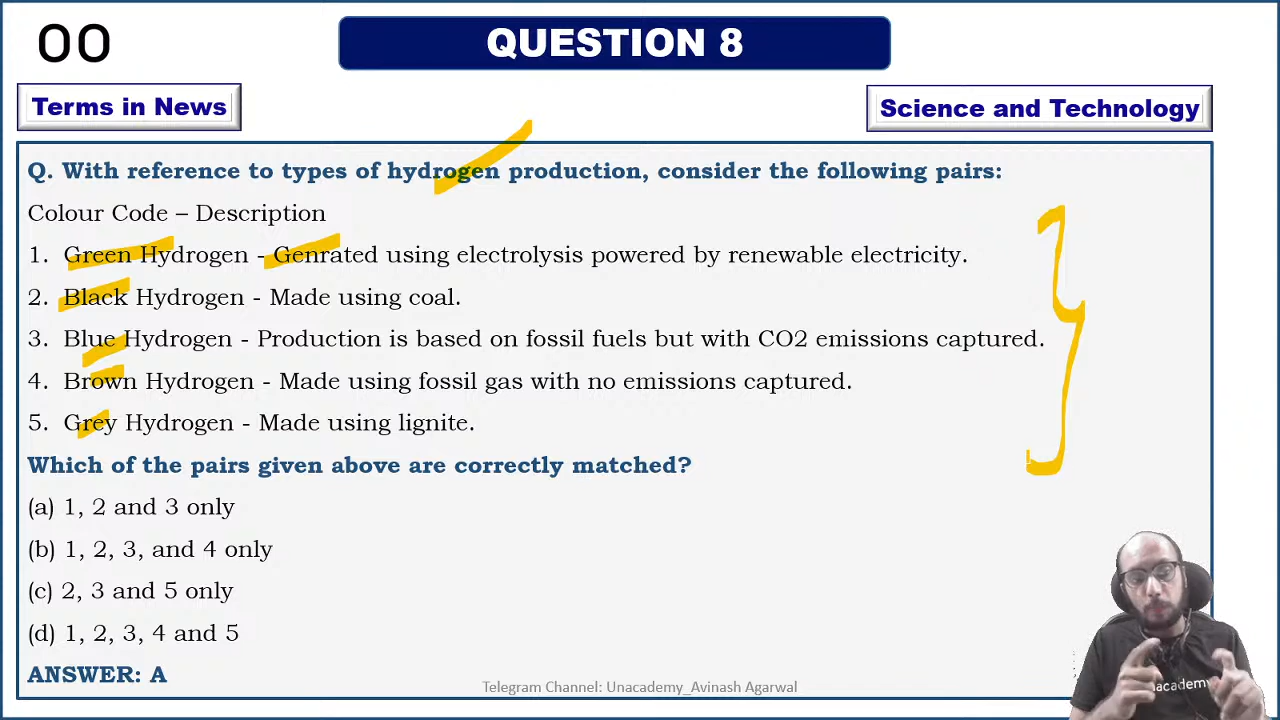 00
QUESTION 8
Terms in News
Science and Technology
Q. With reference to types of hydrogen production, consider the following pairs:
Colour Code – Description
1. Green Hydrogen - Genrated using electrolysis powered by renewable electricity.
2. Black Hydrogen - Made using coal.
3. Blue Hydrogen - Production is based on fossil fuels but with CO2 emissions captured.
4. Brown Hydrogen - Made using fossil gas with no emissions captured.
5. Grey Hydrogen - Made using lignite.
Which of the pairs given above are correctly matched?
(a) 1, 2 and 3 only
(b) 1, 2, 3, and 4 only
(c) 2, 3 and 5 only
(d) 1, 2, 3, 4 and 5
ANSWER: A
Telegram Channel: Unacademy_Avinash Agarwal